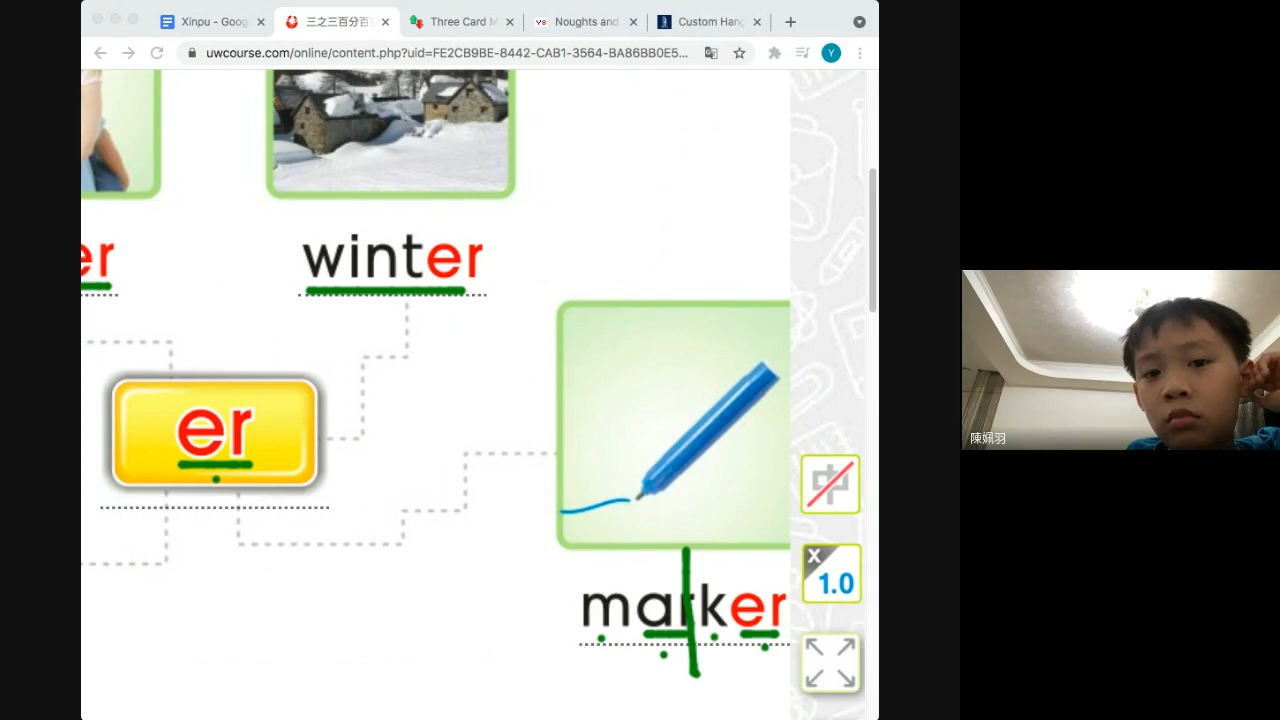 Xinpu - Goog
三之三百分百
Three Card M
Noughts and
Custom Hang
uwcourse.com/online/content.php?uid=FE2CB9BE-8442-CAB1-3564-BA86BB0E5...
Y
er
winter
er
marker
中
X
1.0
陳姵羽